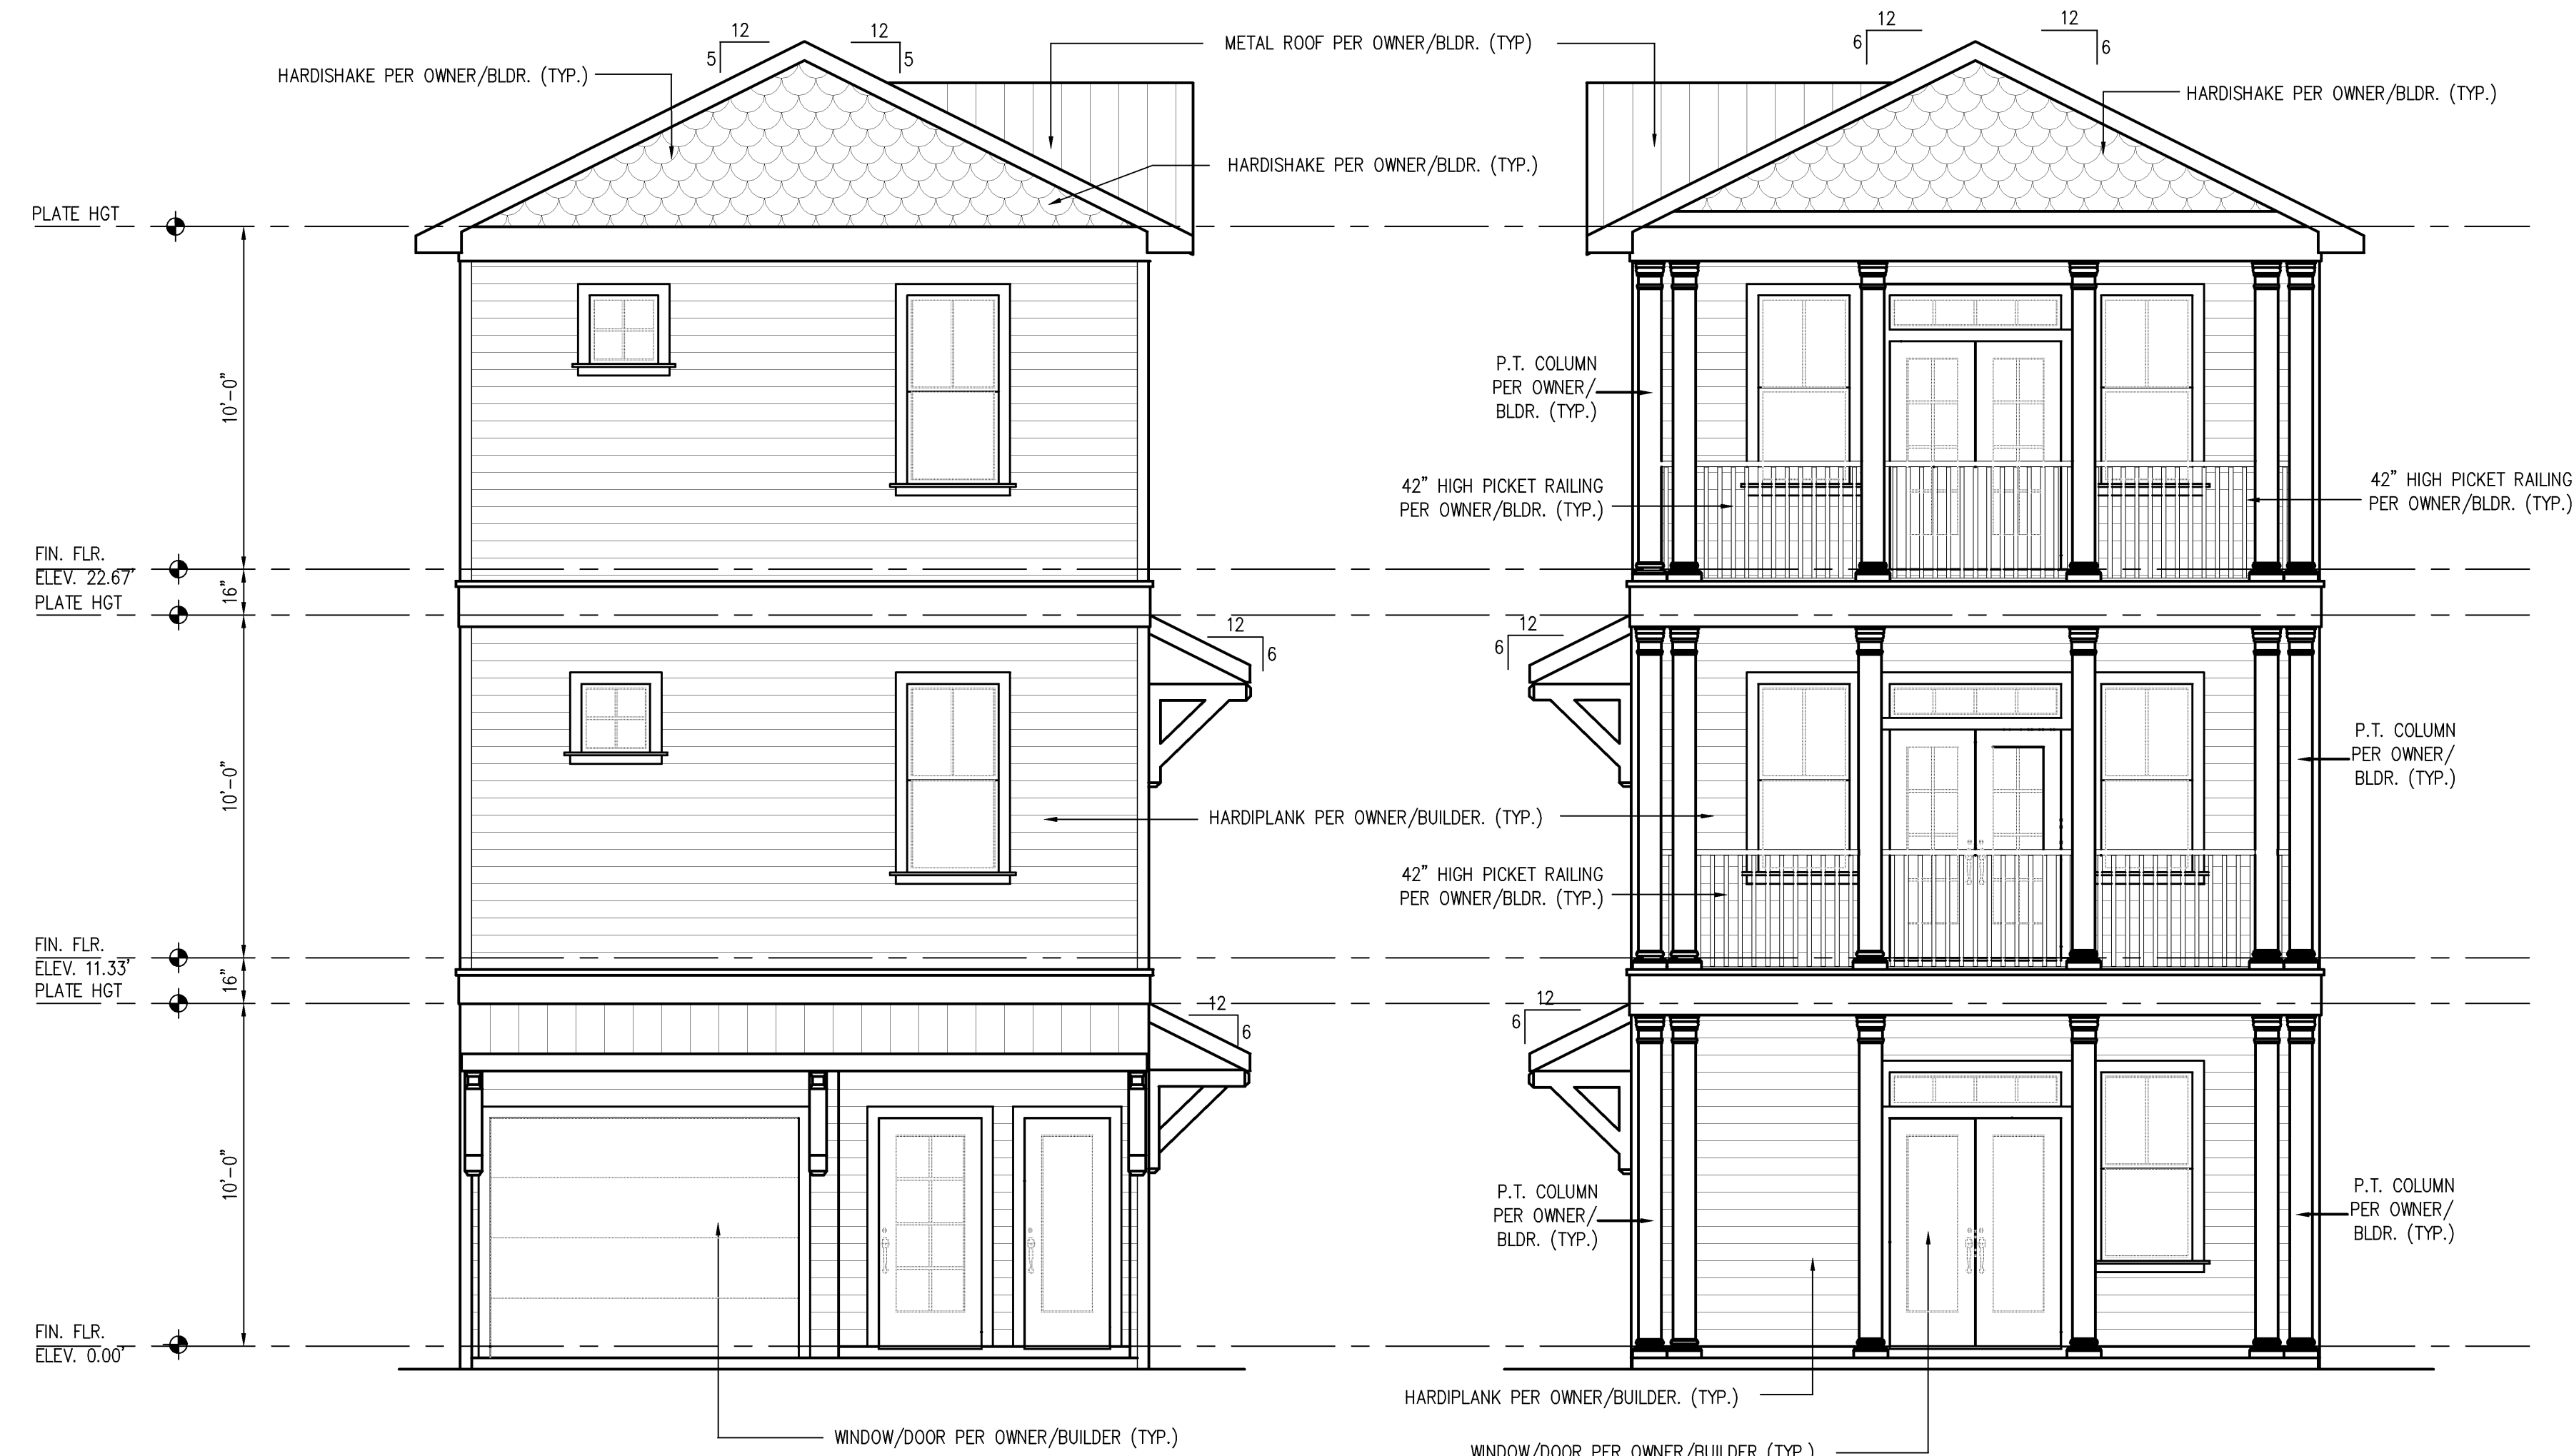 12
5
12
5
METAL ROOF PER OWNER/BLDR. (TYP)
12
6
12
6
HARDISHAKE PER OWNER/BLDR. (TYP.)
HARDISHAKE PER OWNER/BLDR. (TYP.)
HARDISHAKE PER OWNER/BLDR. (TYP.)
PLATE HGT
10'-0"
P.T. COLUMN
PER OWNER/
BLDR. (TYP.)
42" HIGH PICKET RAILING
PER OWNER/BLDR. (TYP.)
42" HIGH PICKET RAILING
PER OWNER/BLDR. (TYP.)
FIN. FLR.
ELEV. 22.67'
16"
PLATE HGT
12
6
12
6
10'-0"
P.T. COLUMN
PER OWNER/
BLDR. (TYP.)
HARDIPLANK PER OWNER/BUILDER. (TYP.)
42" HIGH PICKET RAILING
PER OWNER/BLDR. (TYP.)
FIN. FLR.
ELEV. 11.33'
16"
PLATE HGT
12
6
12
6
10'-0"
P.T. COLUMN
PER OWNER/
BLDR. (TYP.)
P.T. COLUMN
PER OWNER/
BLDR. (TYP.)
FIN. FLR.
ELEV. 0.00'
HARDIPLANK PER OWNER/BUILDER. (TYP.)
WINDOW/DOOR PER OWNER/BUILDER (TYP.)
WINDOW/DOOR PER OWNER/BUILDER (TYP.)